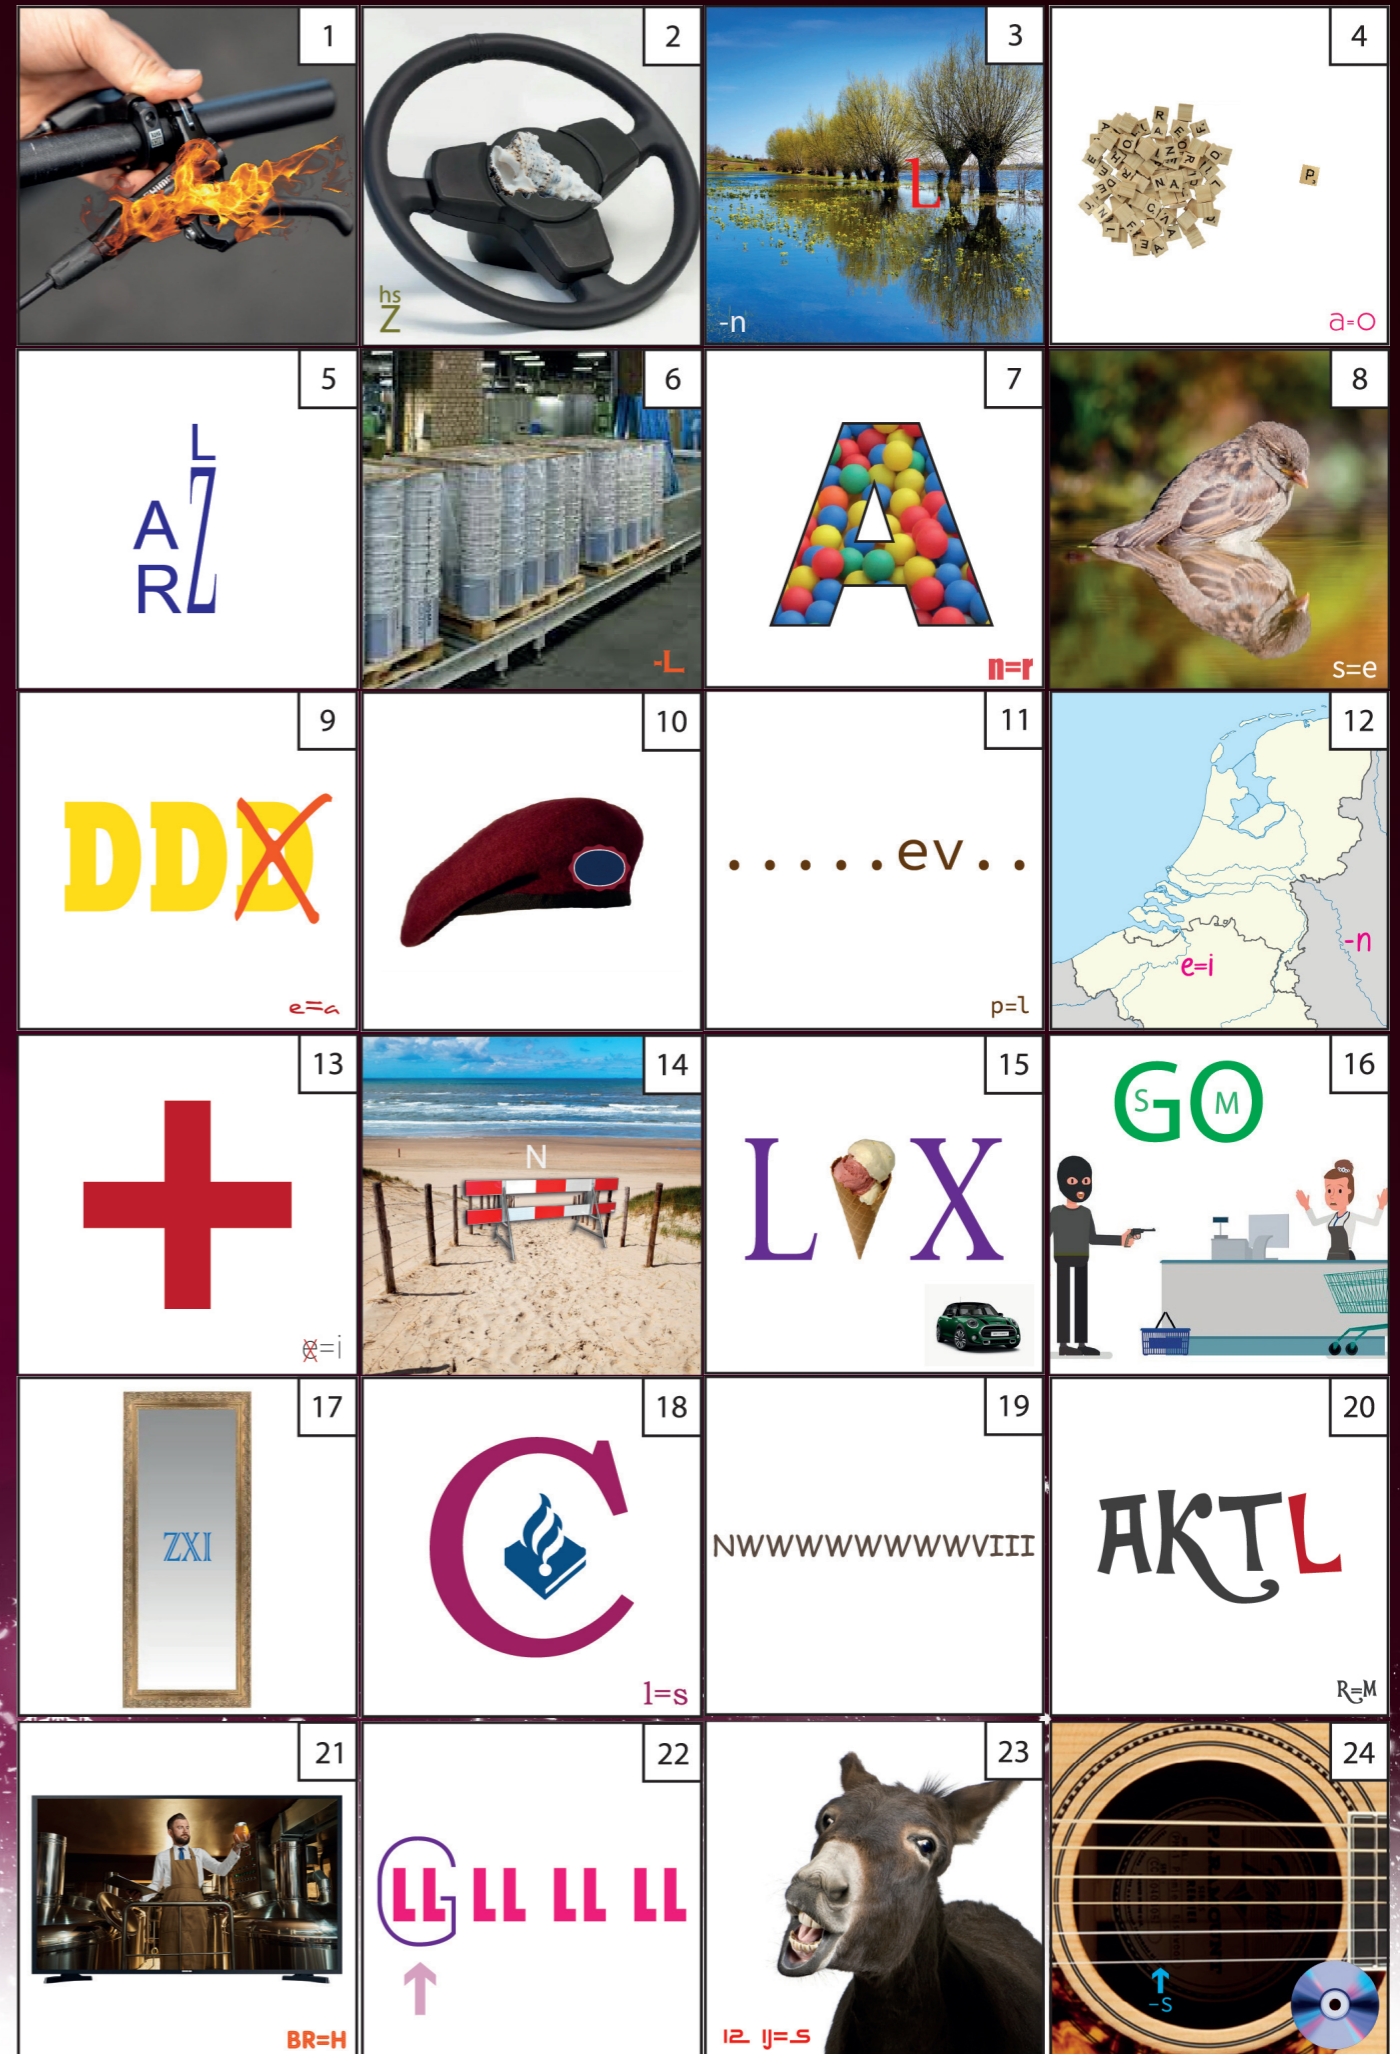 1
2
hs
Z
3
L
-n
4
P
a=o
5
L
A Z
R
6
-L
7
A
n=r
8
s=e
9
DDD
e=a
10
11
.....ev..
p=l
12
-n
e=i
13
e=i
14
N
15
L X
16
GO
S M
17
ZXI
18
C
l=s
19
NWWWWWWWWWVIII
20
AKTL
R=M
21
BR=H
22
G
LL LL LL LL
23
12 IJ=S
24
-s